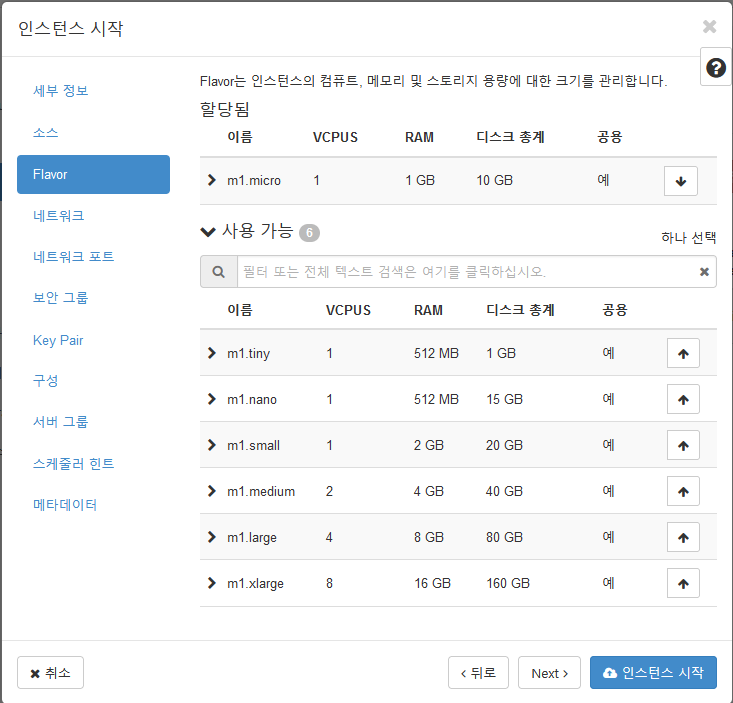 인스턴스 시작
세부 정보
소스
Flavor
네트워크
네트워크 포트
보안 그룹
Key Pair
구성
서버 그룹
스케줄러 힌트
메타데이터
Flavor는 인스턴스의 컴퓨트, 메모리 및 스토리지 용량에 대한 크기를 관리합니다.
할당됨
이름 VCPUS RAM 디스크 총계 공용
m1.micro 1 1 GB 10 GB 예
사용 가능 6
하나 선택
필터 또는 전체 텍스트 검색은 여기를 클릭하십시오.
이름 VCPUS RAM 디스크 총계 공용
m1.tiny 1 512 MB 1 GB 예
m1.nano 1 512 MB 15 GB 예
m1.small 1 2 GB 20 GB 예
m1.medium 2 4 GB 40 GB 예
m1.large 4 8 GB 80 GB 예
m1.xlarge 8 16 GB 160 GB 예
× 취소
< 뒤로
Next >
인스턴스 시작